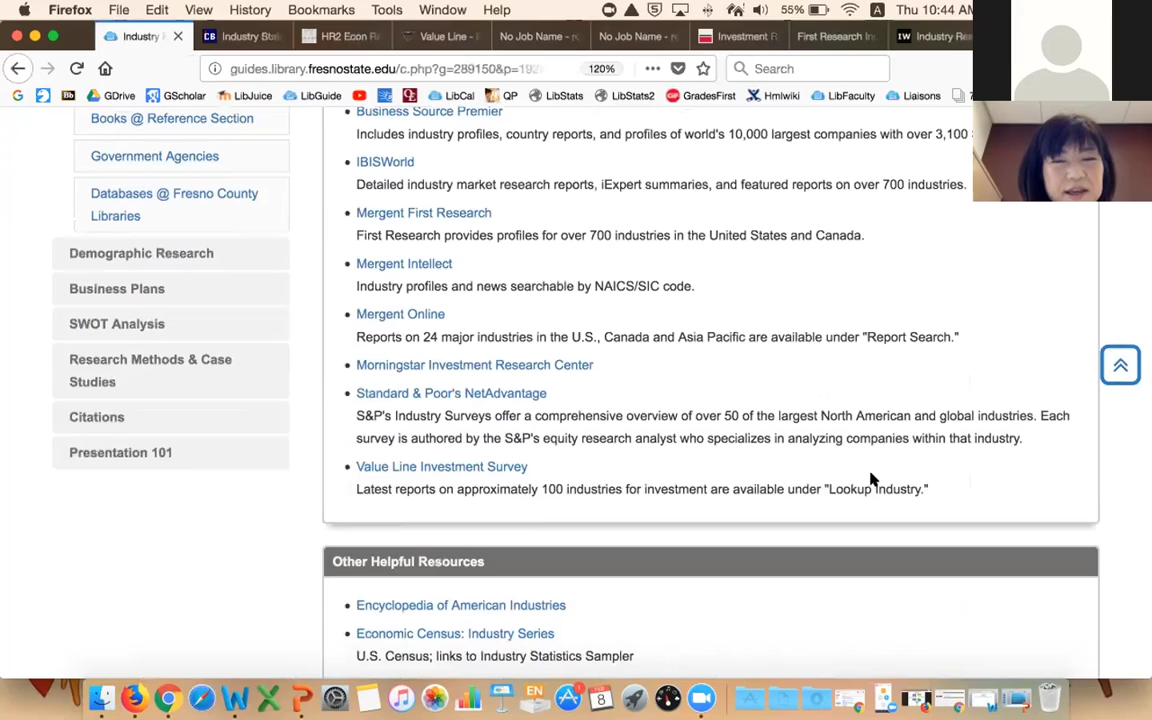 Firefox File Edit View History Bookmarks Tools Window Help 55% A Thu 10:44 AM
Industry CB Industry Sta HR2 Econ R Value Line - No Job Name - No Job Name - Investment R First Research In IW Industry Re
guides.library.fresnostate.edu/c.php?g=289150&p=192 120% Search
G GDrive GScholar LibJuice LibGuide LibCal QP LibStats LibStats2 GradesFirst Hmlwiki LibFaculty Liaisons
Books @ Reference Section
Government Agencies
Databases @ Fresno County
Libraries
Demographic Research
Business Plans
SWOT Analysis
Research Methods & Case
Studies
Citations
Presentation 101
Business Source Premier
Includes industry profiles, country reports, and profiles of world's 10,000 largest companies with over 3,100
IBISWorld
Detailed industry market research reports, iExpert summaries, and featured reports on over 700 industries.
Mergent First Research
First Research provides profiles for over 700 industries in the United States and Canada.
Mergent Intellect
Industry profiles and news searchable by NAICS/SIC code.
Mergent Online
Reports on 24 major industries in the U.S., Canada and Asia Pacific are available under "Report Search."
Morningstar Investment Research Center
Standard & Poor's NetAdvantage
S&P's Industry Surveys offer a comprehensive overview of over 50 of the largest North American and global industries. Each
survey is authored by the S&P's equity research analyst who specializes in analyzing companies within that industry.
Value Line Investment Survey
Latest reports on approximately 100 industries for investment are available under "Lookup Industry."
Other Helpful Resources
Encyclopedia of American Industries
Economic Census: Industry Series
U.S. Census; links to Industry Statistics Sampler